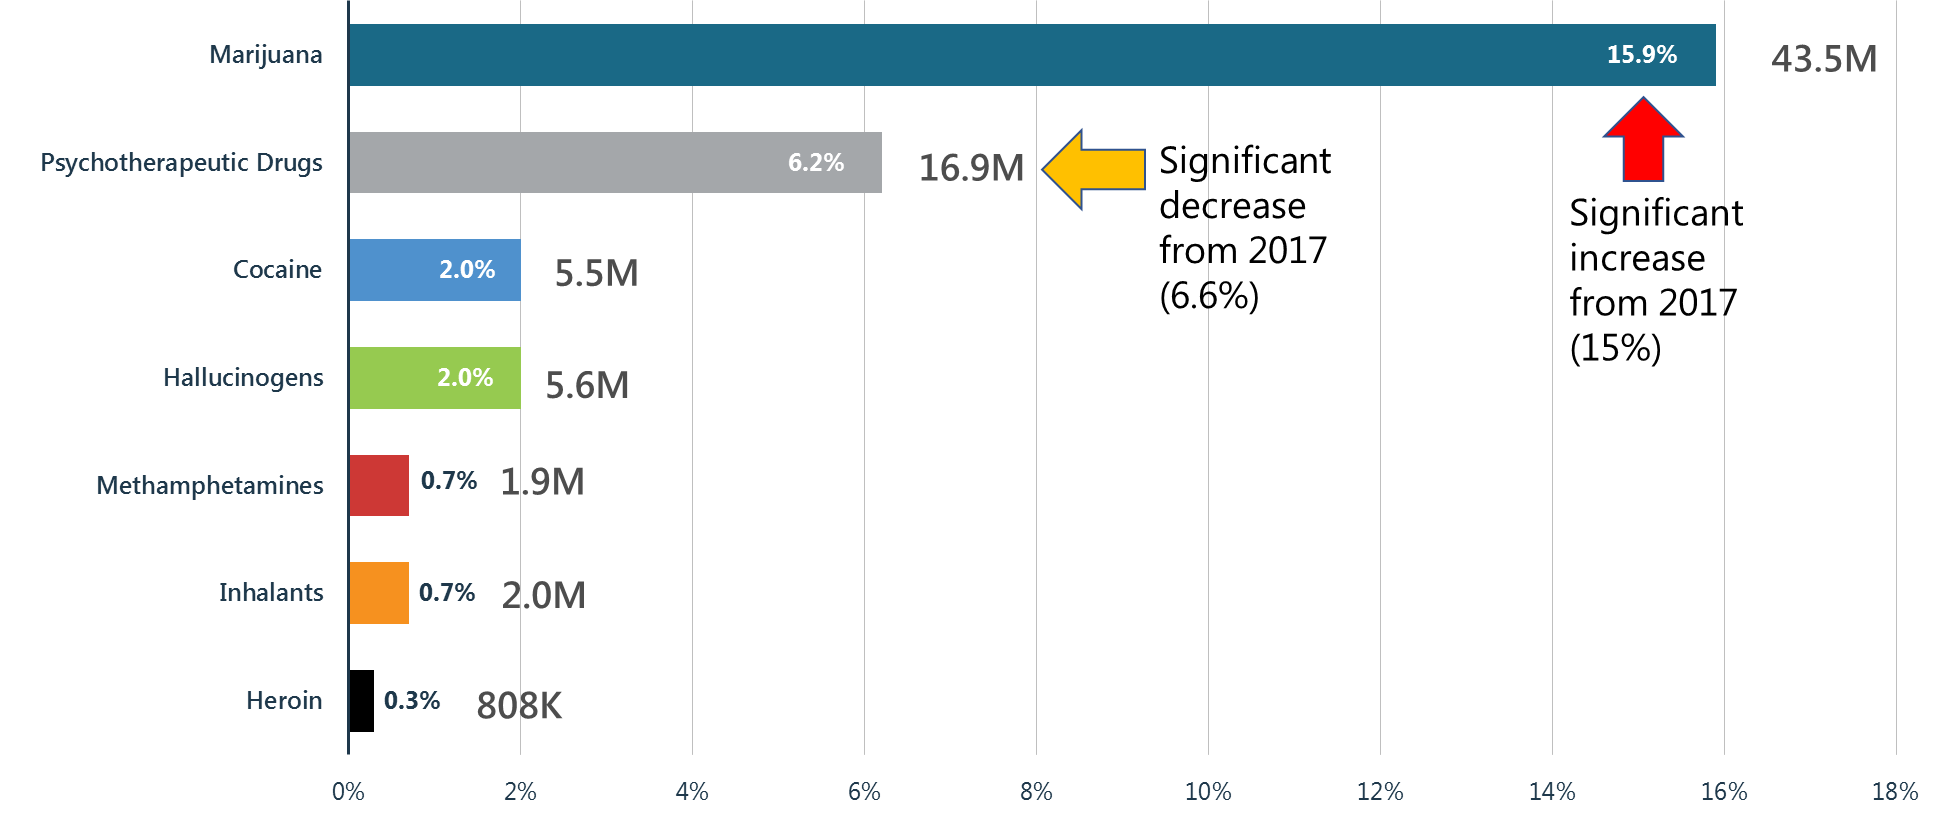 Marijuana 15.9% 43.5M
Psychotherapeutic Drugs 6.2% 16.9M
Significant
decrease
from 2017
(6.6%)
Significant
increase
from 2017
(15%)
Cocaine 2.0% 5.5M
Hallucinogens 2.0% 5.6M
Methamphetamines 0.7% 1.9M
Inhalants 0.7% 2.0M
Heroin 0.3% 808K
0% 2% 4% 6% 8% 10% 12% 14% 16% 18%